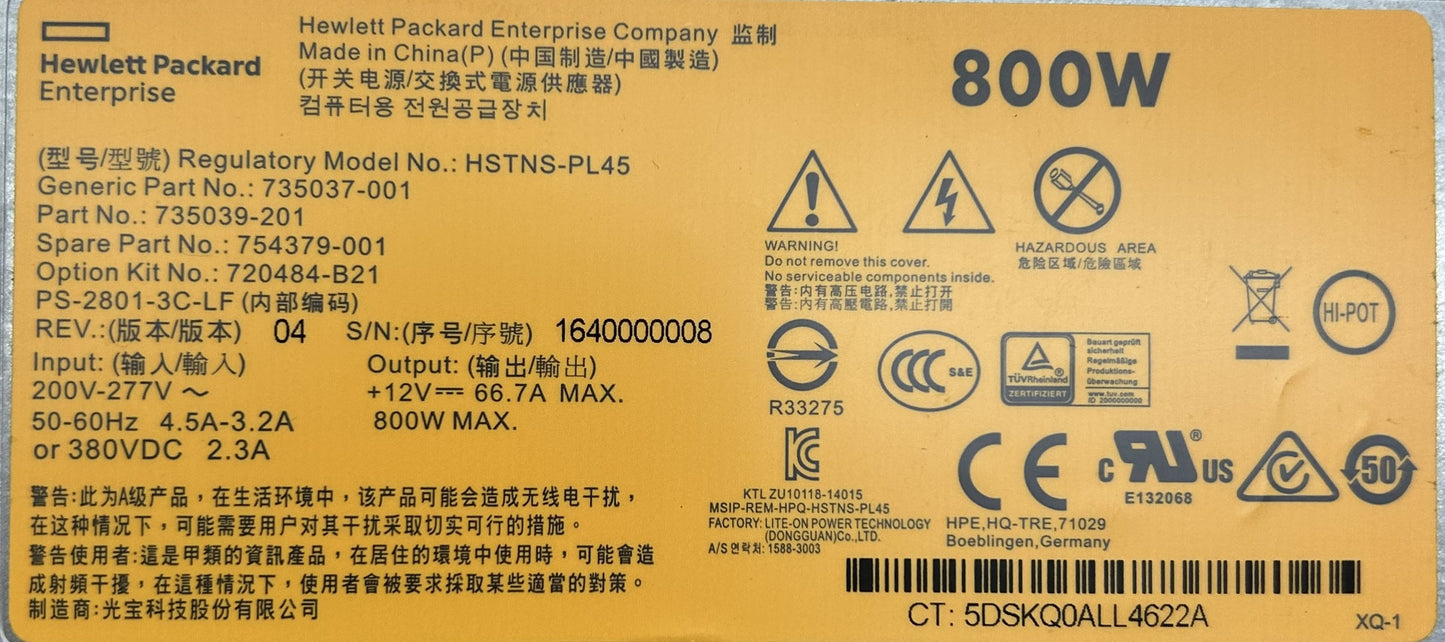 Hewlett Packard
Enterprise
Hewlett Packard Enterprise Company 监制
Made in China(P) (中国制造/中國製造)
(开关电源/交換式電源供應器)
컴퓨터용 전원공급장치
800W
(型号/型號) Regulatory Model No.: HSTNS-PL45
Generic Part No.: 735037-001
Part No.: 735039-201
Spare Part No.: 754379-001
Option Kit No.: 720484-B21
PS-2801-3C-LF (内部编码)
REV.:(版本/版本) 04 S/N:(序号/序號) 1640000008
Input: (输入/輸入) Output: (输出/輸出)
200V-277V ~ +12V⎓ 66.7A MAX.
50-60Hz 4.5A-3.2A 800W MAX.
or 380VDC 2.3A
警告:此为A级产品，在生活环境中，该产品可能会造成无线电干扰，
在这种情况下，可能需要用户对其干扰采取切实可行的措施。
警告使用者:這是甲類的資訊產品，在居住的環境中使用時，可能會造
成射頻干擾，在這種情況下，使用者會被要求採取某些適當的對策。
制造商:光宝科技股份有限公司
WARNING!
Do not remove this cover.
No serviceable components inside.
警告:内有高压电路,禁止打开
警告:内有高壓電路,禁止打開
HAZARDOUS AREA
危险区域/危險區域
HI-POT
R33275
CCC S&E
TÜVRheinland ®
ZERTIFIZIERT
Bauart geprüft
sicherheit
Regelmäßige
Produktions-
überwachung
www.tuv.com
ID 2000000000
KTL ZU10118-14015
MSIP-REM-HPQ-HSTNS-PL45
FACTORY: LITE-ON POWER TECHNOLOGY
(DONGGUAN)Co.,LTD.
A/S 연락처: 1588-3003
CE
c RU ® US
E132068
50
HPE,HQ-TRE,71029
Boeblingen,Germany
CT: 5DSKQ0ALL4622A
XQ-1